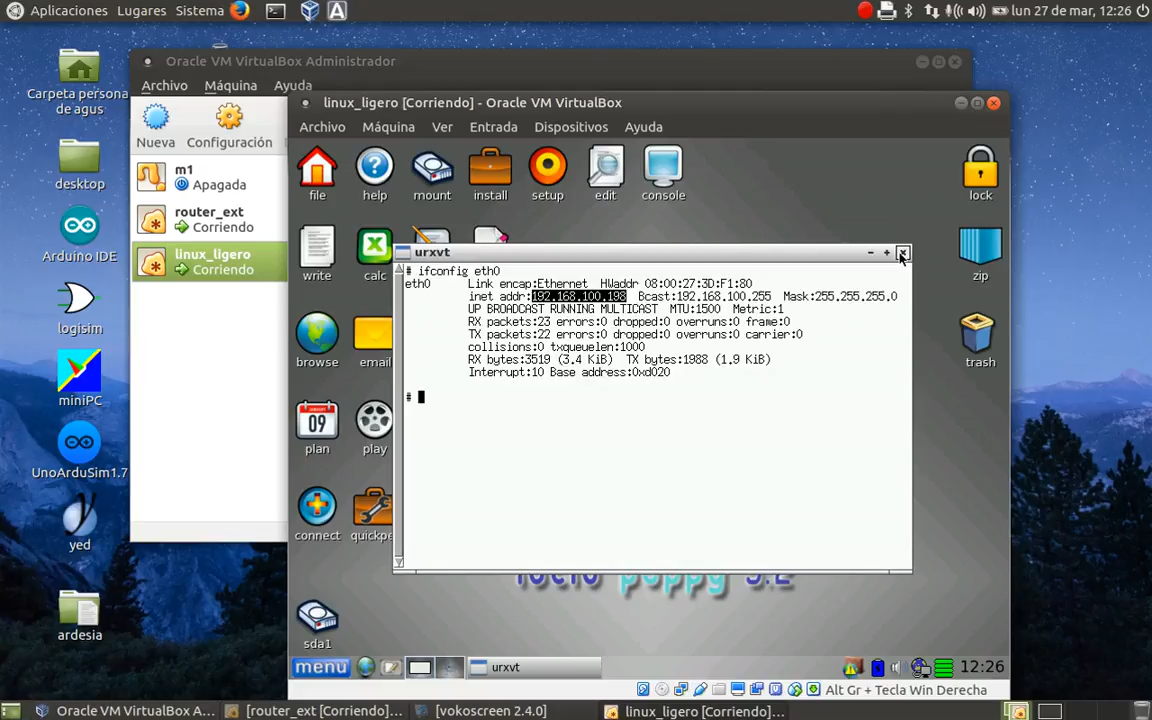 Aplicaciones Lugares Sistema
lun 27 de mar, 12:26
Carpeta persona
de agus
desktop
Arduino IDE
logisim
miniPC
UnoArduSim1.7
yed
ardesia
Oracle VM VirtualBox Administrador
Archivo Máquina Ayuda
Nueva Configuración
m1
Apagada
router_ext
Corriendo
linux_ligero
Corriendo
linux_ligero [Corriendo] - Oracle VM VirtualBox
Archivo Máquina Ver Entrada Dispositivos Ayuda
file help mount install setup edit console lock
write calc zip
browse email trash
plan play
connect quickpe
sda1
urxvt
# ifconfig eth0
eth0 Link encap:Ethernet HWaddr 08:00:27:3D:F1:80
inet addr:192.168.100.198 Bcast:192.168.100.255 Mask:255.255.255.0
UP BROADCAST RUNNING MULTICAST MTU:1500 Metric:1
RX packets:23 errors:0 dropped:0 overruns:0 frame:0
TX packets:22 errors:0 dropped:0 overruns:0 carrier:0
collisions:0 txqueuelen:1000
RX bytes:3519 (3.4 KiB) TX bytes:1988 (1.9 KiB)
Interrupt:10 Base address:0xd020
#
menu urxvt 12:26
Alt Gr + Tecla Win Derecha
Oracle VM VirtualBox A... [router_ext [Corriendo]... [vokoscreen 2.4.0] linux_ligero [Corriendo]...